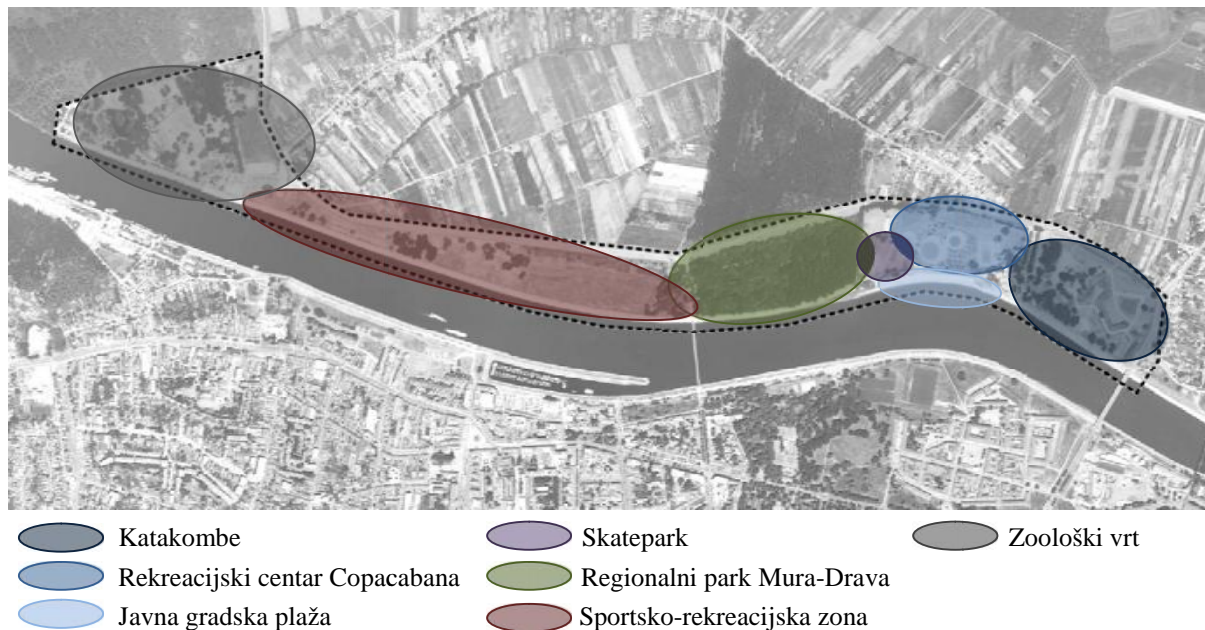 Katakombe
Skatepark
Zoološki vrt
Rekreacijski centar Copacabana
Regionalni park Mura-Drava
Javna gradska plaža
Sportsko-rekreacijska zona